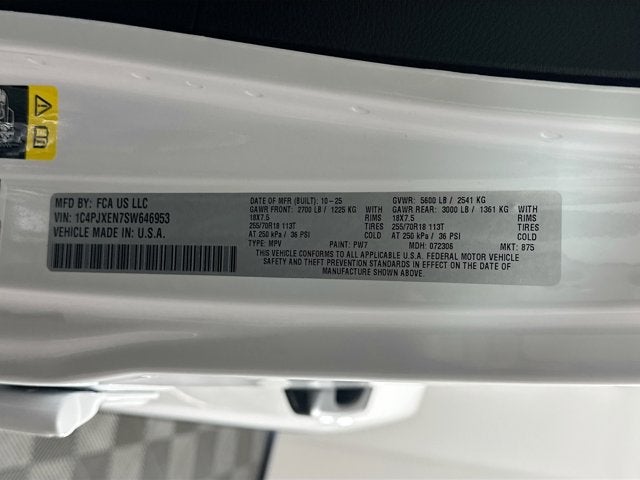 MFD BY: FCA US LLC
VIN: 1C4PJXEN7SW646953
VEHICLE MADE IN U.S.A.
DATE OF MFR (BUILT): 10-25 GVWR: 5600 LB / 2541 KG
GAWR FRONT: 2700 LB / 1225 KG WITH GAWR REAR: 3000 LB / 1361 KG WITH
18X7.5 RIMS 18X7.5 RIMS
255/70R18 113T TIRES 255/70R18 113T TIRES
AT 250 kPa / 36 PSI COLD AT 250 kPa / 36 PSI COLD
TYPE: MPV PAINT: PW7 MDH: 072306 MKT: 875
THIS VEHICLE CONFORMS TO ALL APPLICABLE U.S.A. FEDERAL MOTOR VEHICLE
SAFETY AND THEFT PREVENTION STANDARDS IN EFFECT ON THE DATE OF
MANUFACTURE SHOWN ABOVE.